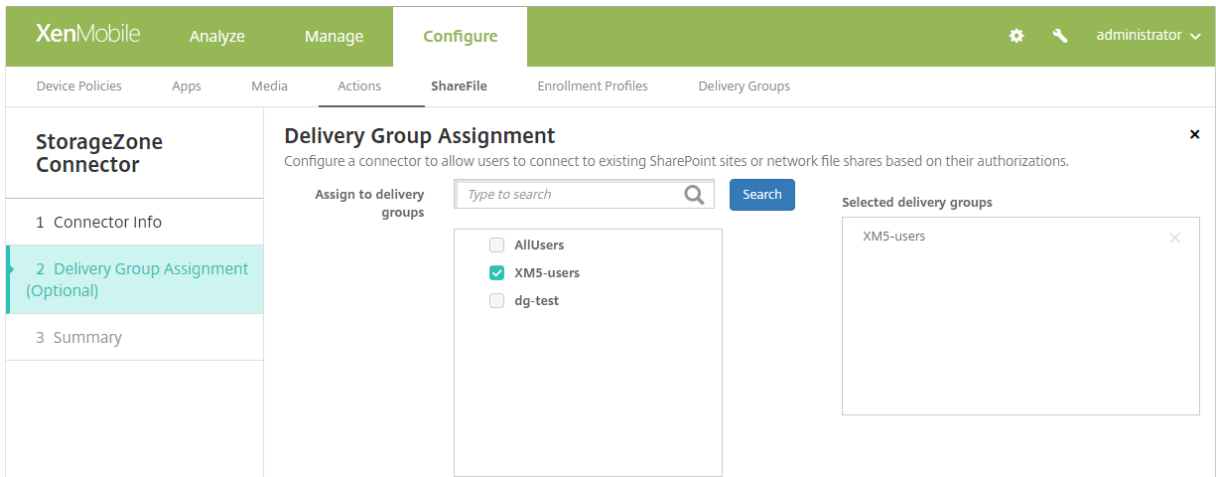 XenMobile Analyze Manage Configure administrator
Device Policies Apps Media Actions ShareFile Enrollment Profiles Delivery Groups
StorageZone
Connector
1 Connector Info
2 Delivery Group Assignment
(Optional)
3 Summary
Delivery Group Assignment
Configure a connector to allow users to connect to existing SharePoint sites or network file shares based on their authorizations.
Assign to delivery
groups
Type to search
Search
AllUsers
XM5-users
dg-test
Selected delivery groups
XM5-users